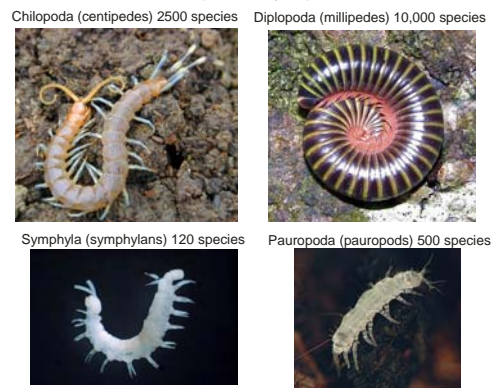 Chilopoda (centipedes) 2500 species
Diplopoda (millipedes) 10,000 species
Symphyla (symphylans) 120 species
Pauropoda (pauropods) 500 species